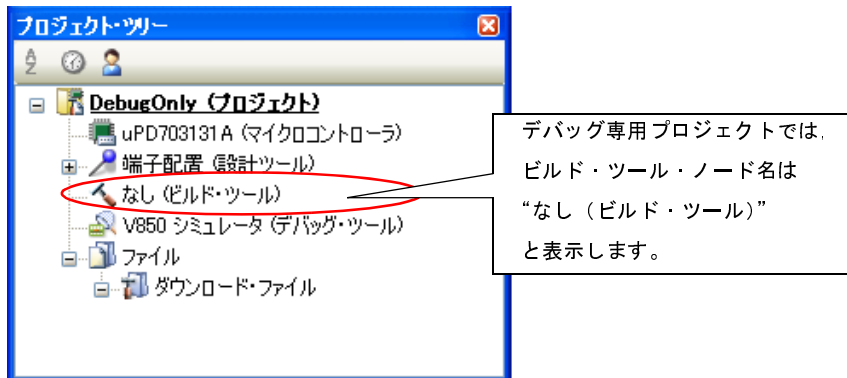 プロジェクト・ツリー
DebugOnly (プロジェクト)
uPD703131A (マイクロコントローラ)
端子配置 (設計ツール)
なし (ビルド・ツール)
V850 シミュレータ (デバッグ・ツール)
ファイル
ダウンロード・ファイル
デバッグ専用プロジェクトでは,
ビルド・ツール・ノード名は
“なし（ビルド・ツール）”
と表示します。